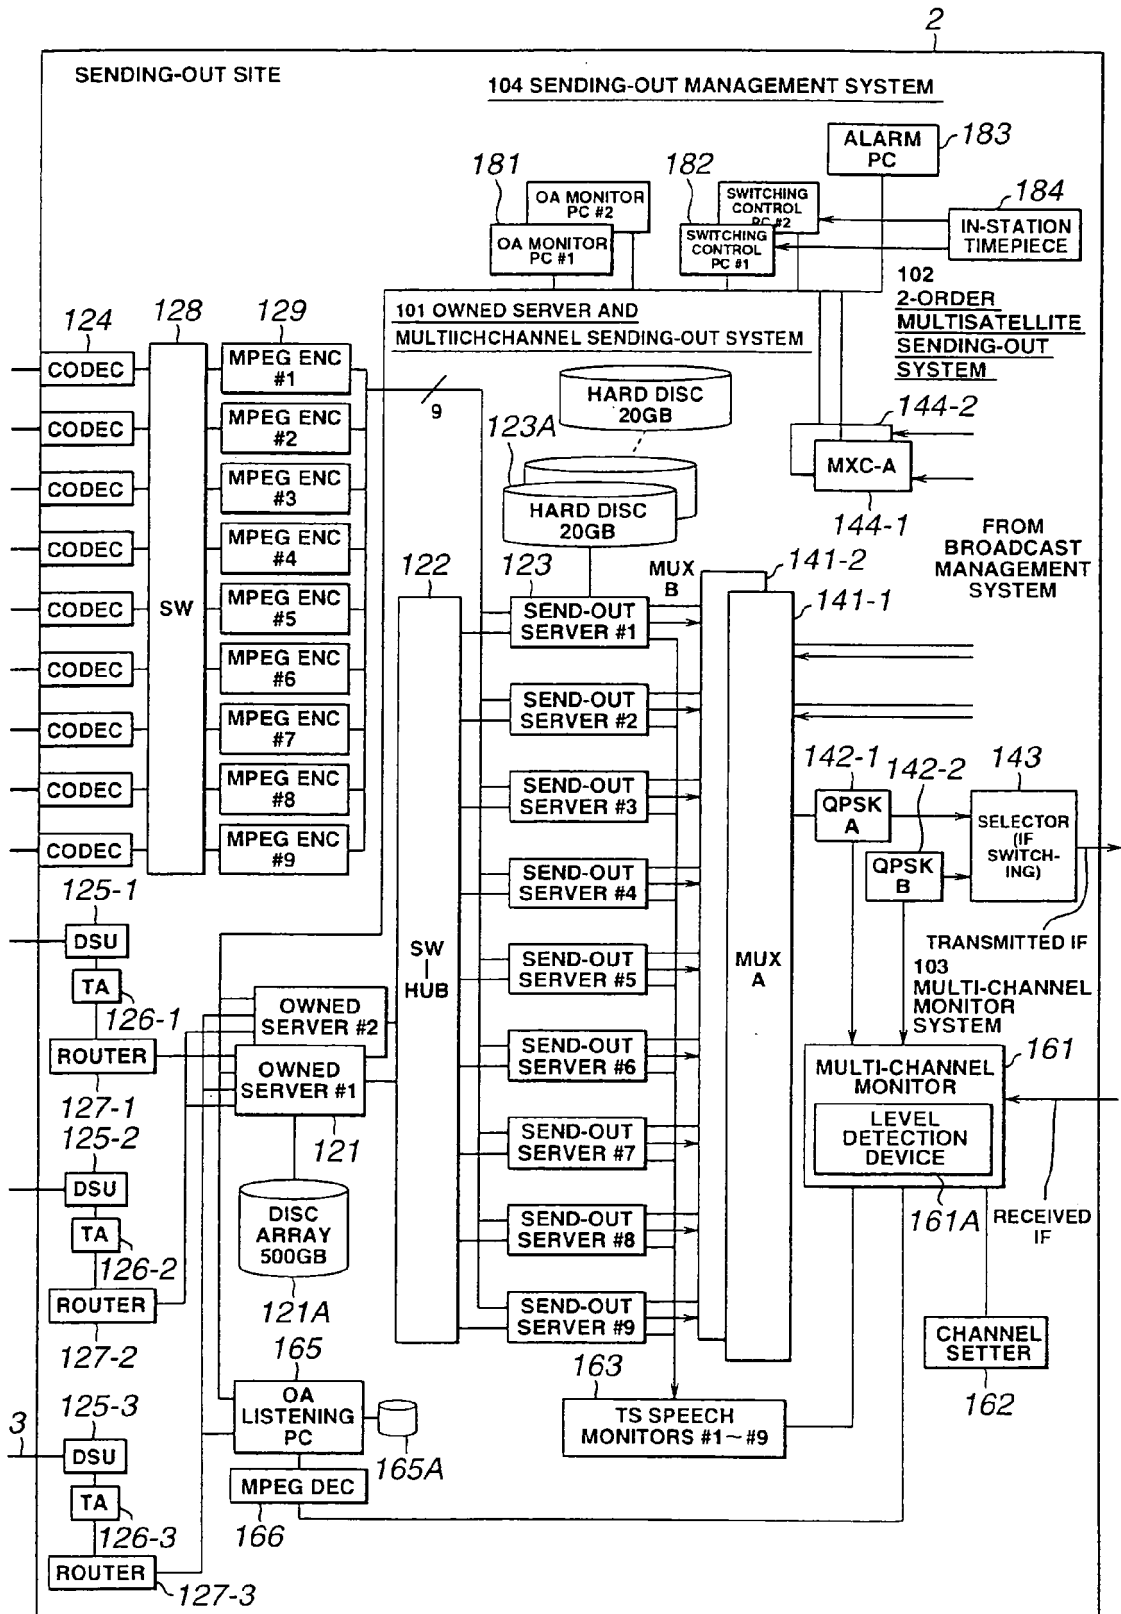 2
SENDING-OUT SITE
104 SENDING-OUT MANAGEMENT SYSTEM
ALARM
PC
183
181
182
184
OA MONITOR
PC #2
OA MONITOR
PC #1
SWITCHING
CONTROL
PC #2
SWITCHING
CONTROL
PC #1
IN-STATION
TIMEPIECE
101 OWNED SERVER AND
MULTIICHCHANNEL SENDING-OUT SYSTEM
102
2-ORDER
MULTISATELLITE
SENDING-OUT
SYSTEM
124
128
129
CODEC
CODEC
CODEC
CODEC
CODEC
CODEC
CODEC
CODEC
CODEC
SW
MPEG ENC
#1
MPEG ENC
#2
MPEG ENC
#3
MPEG ENC
#4
MPEG ENC
#5
MPEG ENC
#6
MPEG ENC
#7
MPEG ENC
#8
MPEG ENC
#9
9
HARD DISC
20GB
123A
HARD DISC
20GB
144-2
MXC-A
144-1
FROM
BROADCAST
MANAGEMENT
SYSTEM
122
123
MUX
B
141-2
141-1
SW
|
HUB
SEND-OUT
SERVER #1
SEND-OUT
SERVER #2
SEND-OUT
SERVER #3
SEND-OUT
SERVER #4
SEND-OUT
SERVER #5
SEND-OUT
SERVER #6
SEND-OUT
SERVER #7
SEND-OUT
SERVER #8
SEND-OUT
SERVER #9
MUX
A
142-1
142-2
143
QPSK
A
QPSK
B
SELECTOR
(IF
SWITCH-
ING)
TRANSMITTED IF
103
MULTI-CHANNEL
MONITOR
SYSTEM
161
MULTI-CHANNEL
MONITOR
LEVEL
DETECTION
DEVICE
161A
RECEIVED
IF
CHANNEL
SETTER
162
125-1
DSU
TA
126-1
ROUTER
127-1
OWNED
SERVER #2
OWNED
SERVER #1
121
125-2
DSU
TA
126-2
ROUTER
127-2
DISC
ARRAY
500GB
121A
165
OA
LISTENING
PC
165A
163
TS SPEECH
MONITORS #1~#9
MPEG DEC
166
125-3
3
DSU
TA
126-3
ROUTER
127-3